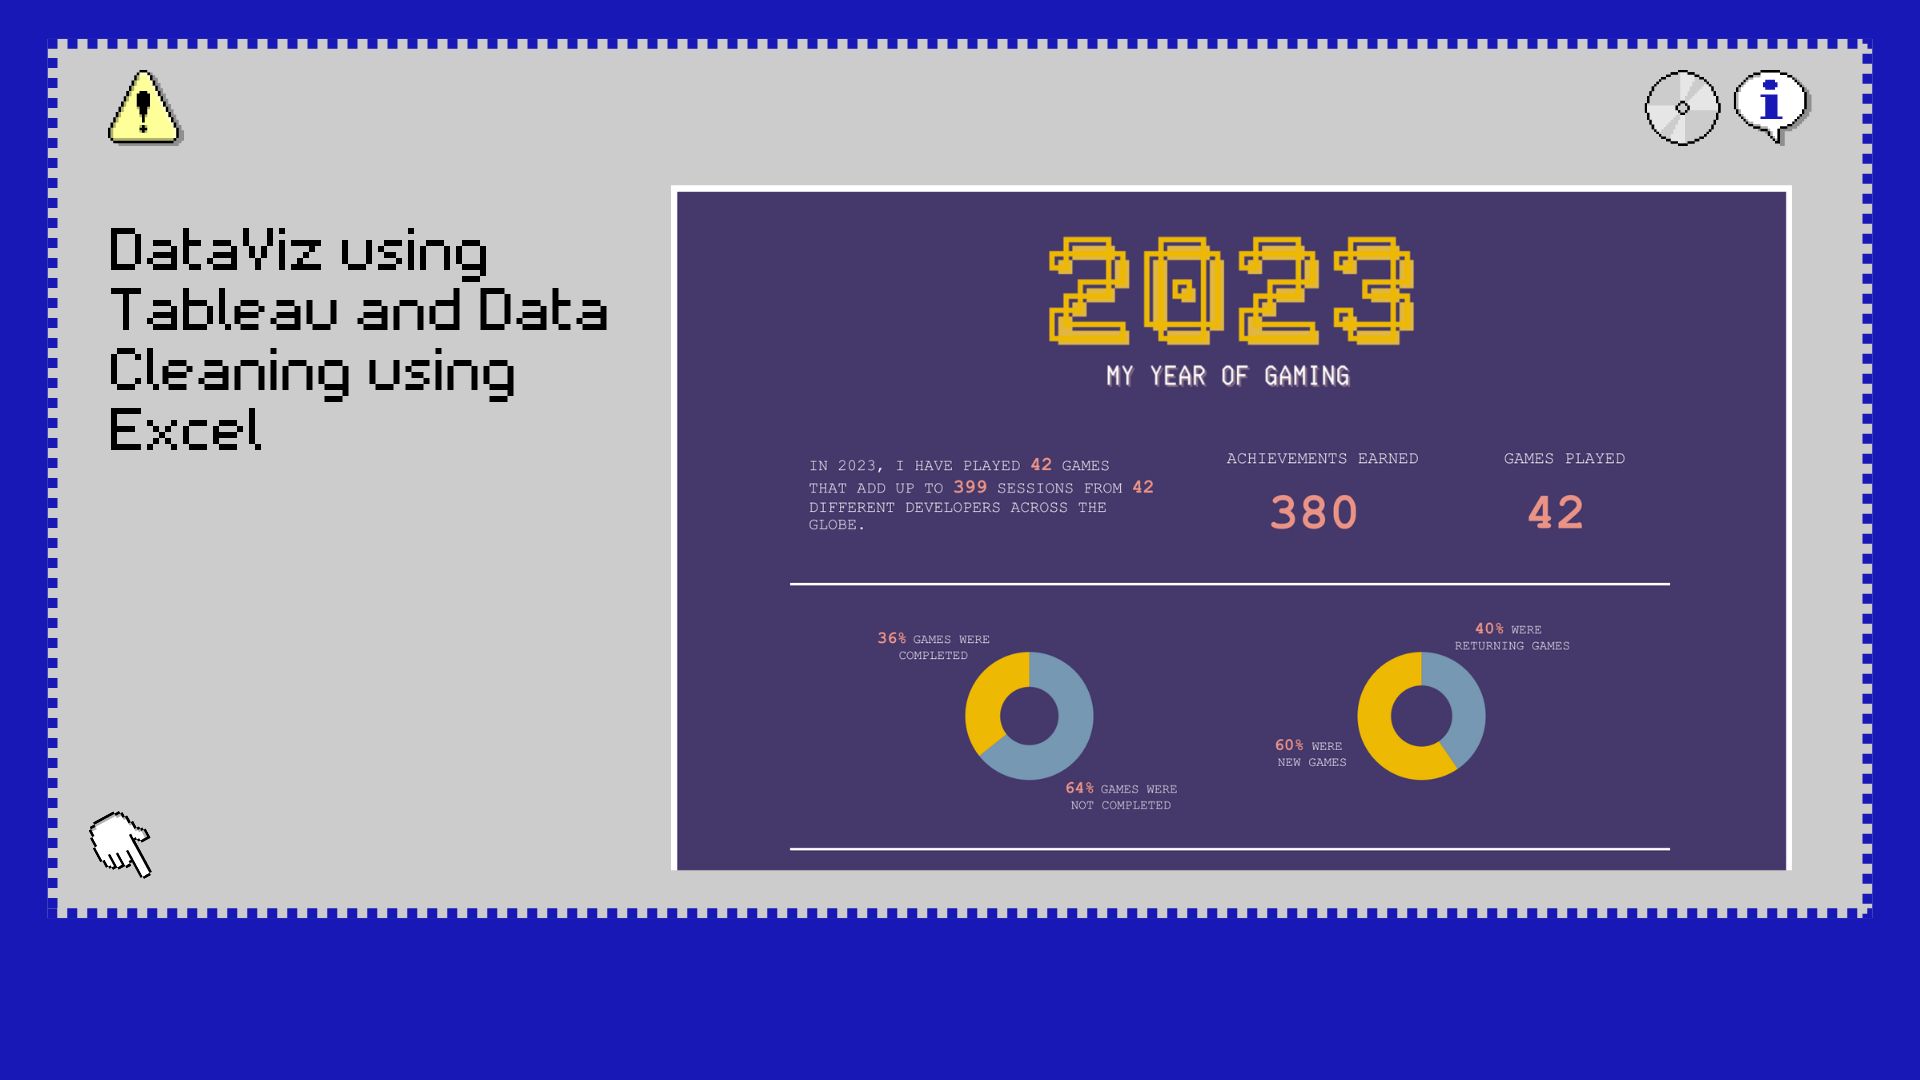 DataViz using
Tableau and Data
Cleaning using
Excel
2023
MY YEAR OF GAMING
IN 2023, I HAVE PLAYED 42 GAMES
THAT ADD UP TO 399 SESSIONS FROM 42
DIFFERENT DEVELOPERS ACROSS THE
GLOBE.
ACHIEVEMENTS EARNED
380
GAMES PLAYED
42
36% GAMES WERE
COMPLETED
64% GAMES WERE
NOT COMPLETED
40% WERE
RETURNING GAMES
60% WERE
NEW GAMES